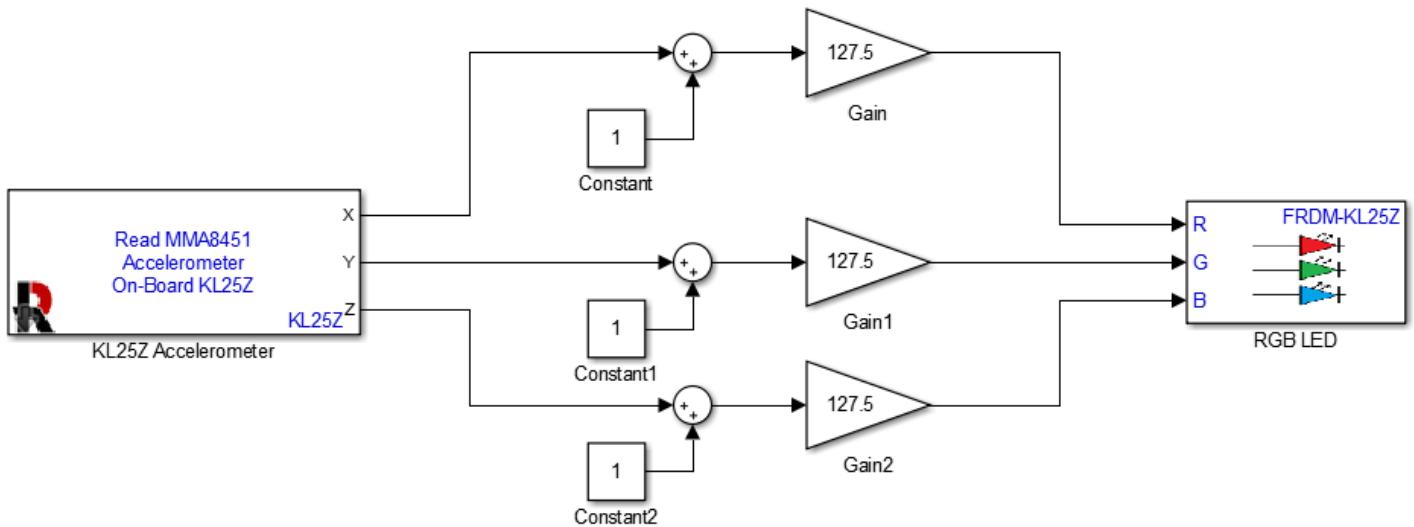 127.5
Gain
1
Constant
X
Read MMA8451
Accelerometer
On-Board KL25Z
Y
KL25Z
Z
KL25Z Accelerometer
127.5
Gain1
1
Constant1
FRDM-KL25Z
R
G
B
RGB LED
127.5
Gain2
1
Constant2